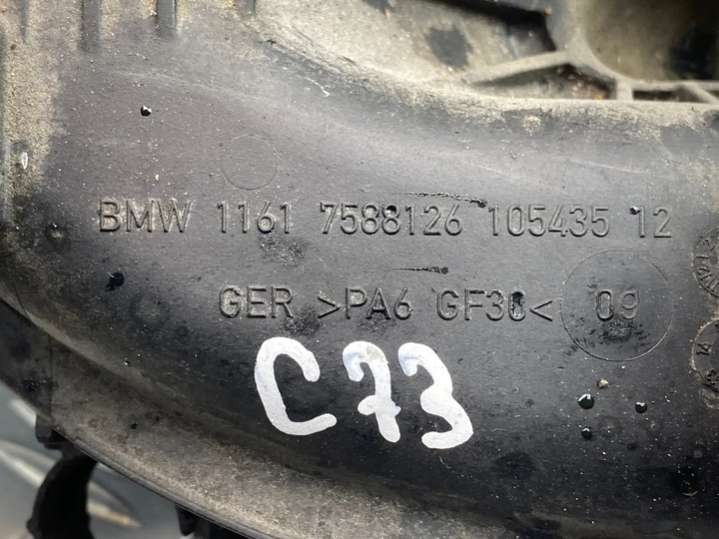 BMW 1161 7588126 105435 12
GER >PA6 GF30< 09
C73